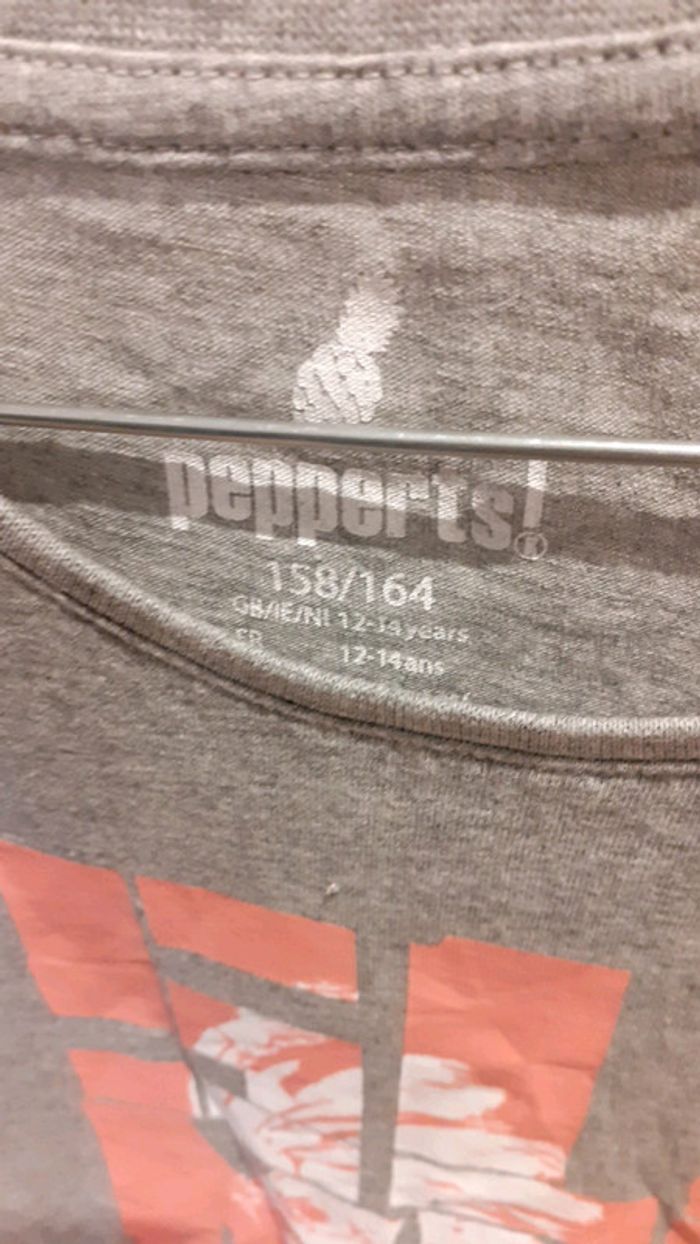 pepperts!®
158/164
GB/IE/NI 12-14 years
FR 12-14 ans